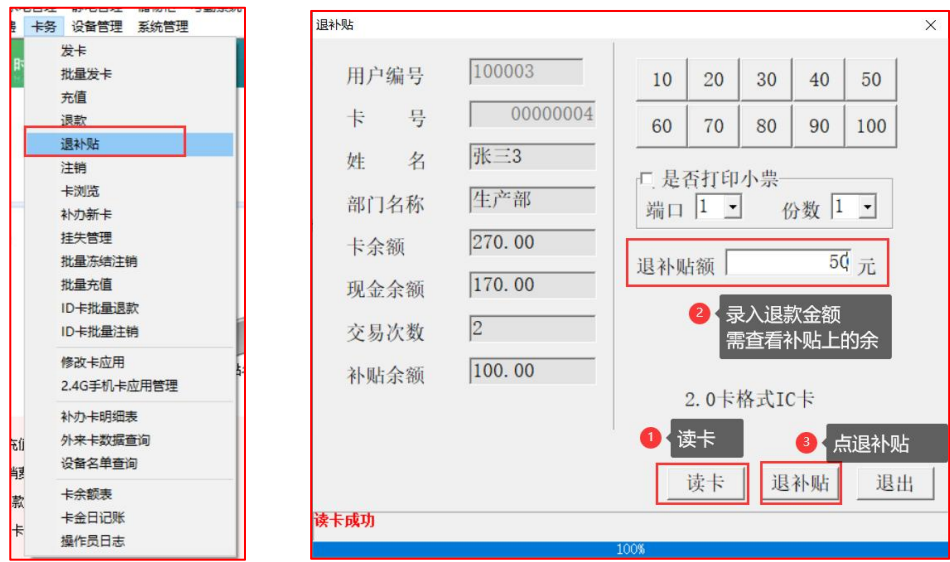 卡务 设备管理 系统管理
发卡
批量发卡
充值
退款
退补贴
注销
卡浏览
补办新卡
挂失管理
批量冻结注销
批量充值
ID卡批量退款
ID卡批量注销
修改卡应用
2.4G手机卡应用管理
补办卡明细表
外来卡数据查询
设备名单查询
卡余额表
卡金日记账
操作员日志
退补贴
用户编号 100003
卡 号 00000004
姓 名 张三3
部门名称 生产部
卡余额 270.00
现金余额 170.00
交易次数 2
补贴余额 100.00
10 20 30 40 50
60 70 80 90 100
是否打印小票
端口 1 份数 1
退补贴额 50 元
2 录入退款金额
需查看补贴上的余
2.0卡格式IC卡
1 读卡 3 点退补贴
读卡 退补贴 退出
读卡成功
100%